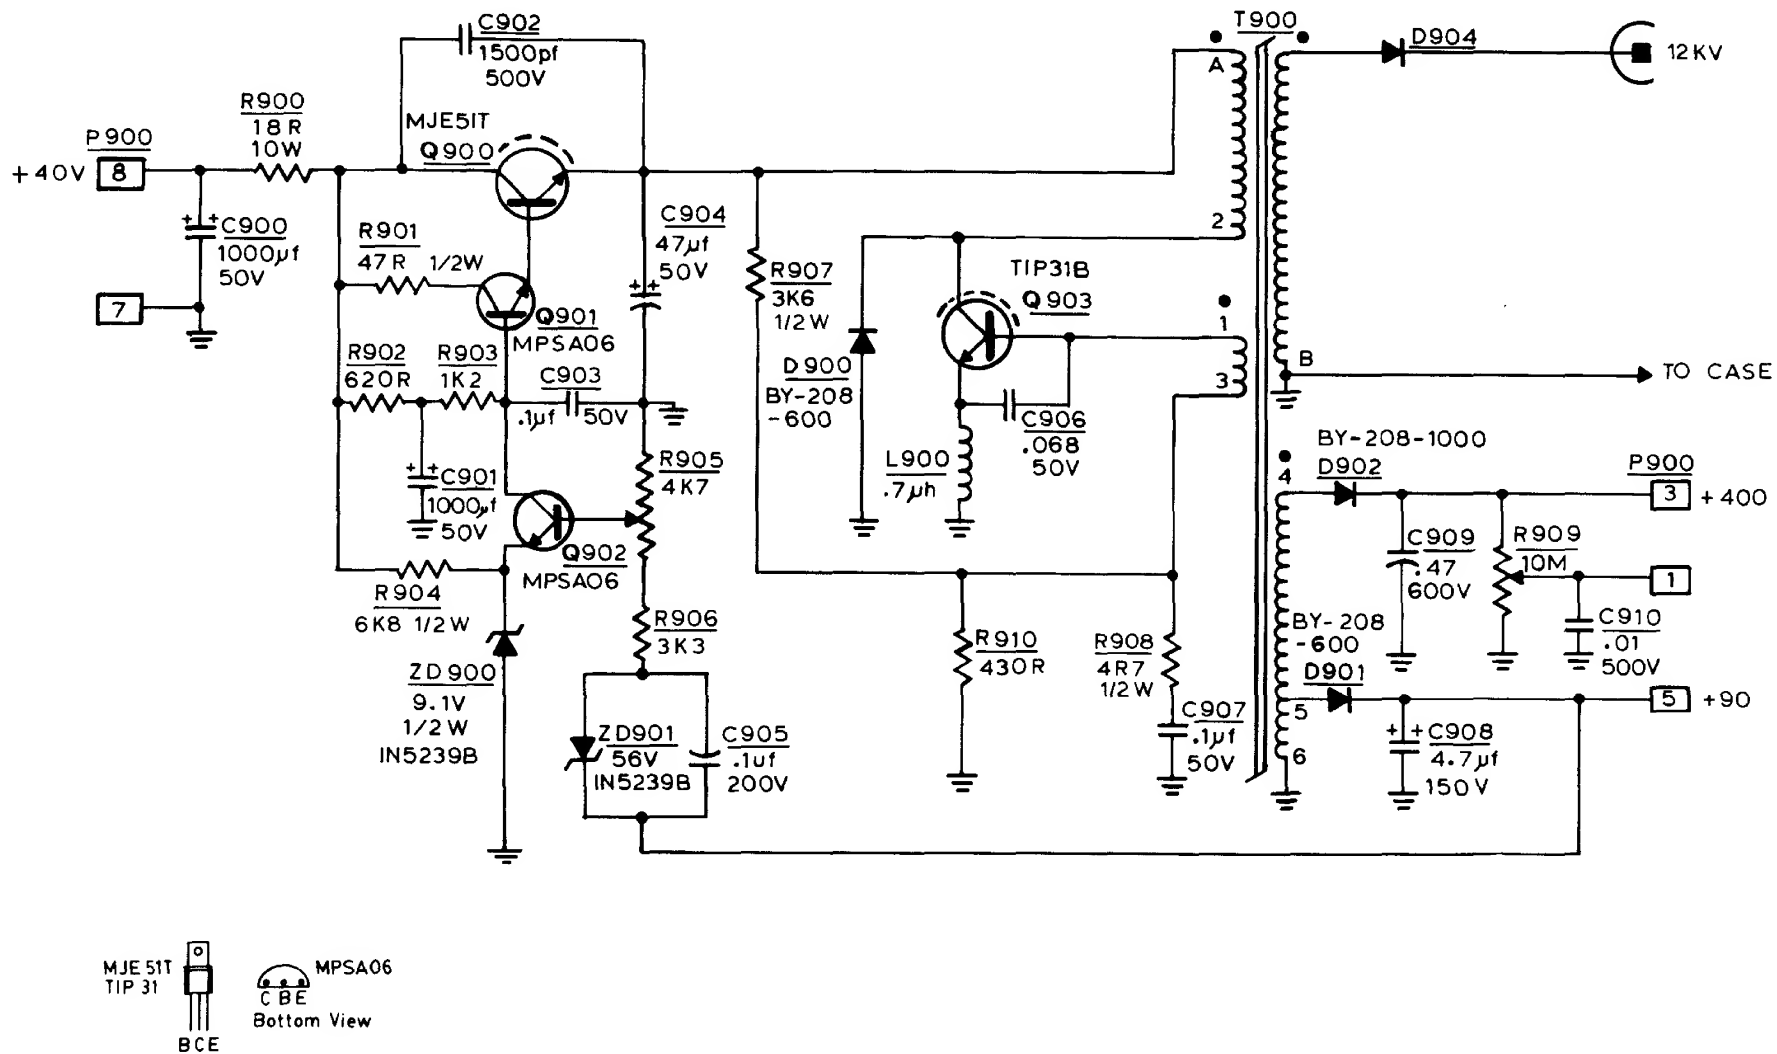 C902
1500pf
500V
R900
18R
10W
P900
+40V
8
7
+ +
C900
1000µf
50V
MJE51T
Q900
R901
47R 1/2W
Q901
MPSA06
R902
620R
R903
1K2
C903
.1µf 50V
+ +
C901
1000µf
50V
C904
47µf
50V
+ +
R905
4K7
Q902
MPSA06
R904
6K8 1/2W
ZD900
9.1V
1/2W
IN5239B
R906
3K3
ZD901
56V
IN5239B
C905
.1uf
200V
R907
3K6
1/2W
D900
BY-208
-600
TIP31B
Q903
C906
.068
50V
L900
.7µh
R910
430R
R908
4R7
1/2W
C907
.1µf
50V
T900
A
2
1
3
B
D904
12KV
TO CASE
4
5
6
BY-208-1000
D902
P900
3
+400
C909
.47
600V
R909
10M
1
C910
.01
500V
BY-208
-600
D901
5
+90
+ +
C908
4.7µf
150V
MJE51T
TIP 31
B C E
MPSA06
C B E
Bottom View